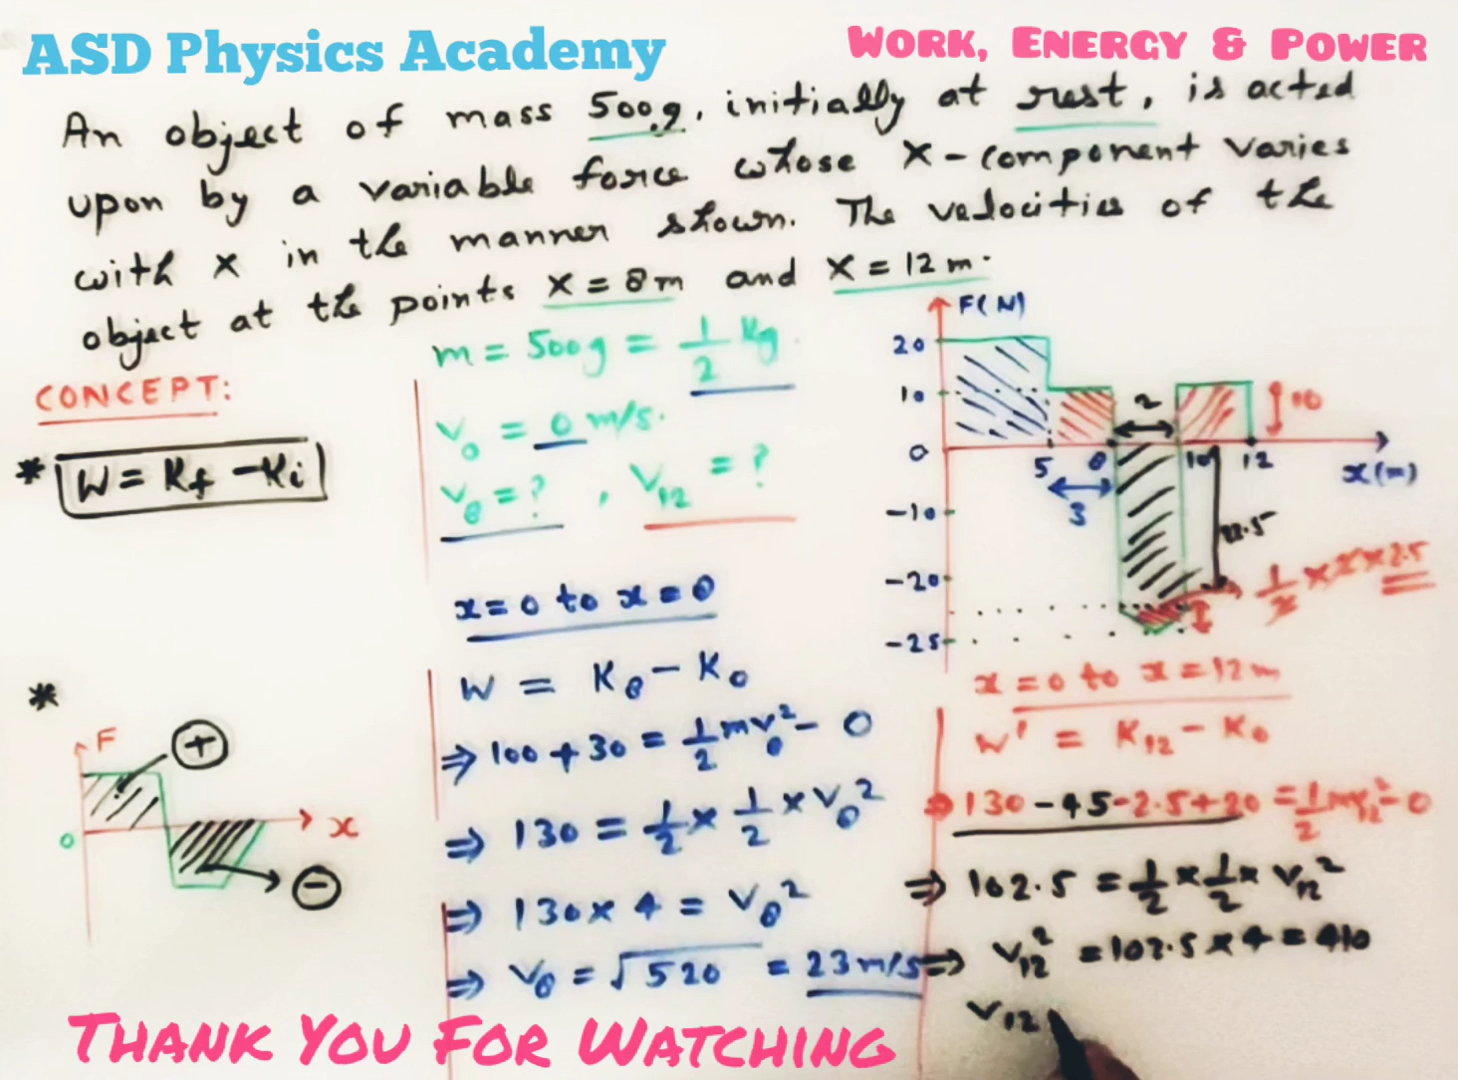 ASD Physics Academy
WORK, ENERGY & POWER
An object of mass 500g, initially at rest, is acted
upon by a variable force whose X-component varies
with x in the manner shown. The velocities of the
object at the points X = 8m and X = 12m.
CONCEPT:
* W = Kf - Ki
*
F
+
0
x
−
m = 500g = 1/2 Kg.
V₀ = 0 m/s.
V₈ = ? , V₁₂ = ?
x = 0 to x = 8
W = K₈ - K₀
⇒ 100 + 30 = 1/2 mv₈² - 0
⇒ 130 = 1/2 × 1/2 × V₈²
⇒ 130 × 4 = V₈²
⇒ V₈ = √520 = 23 m/s
F(N)
20
10
0
-10
-20
-25
2
10
5 8 10 12
x(m)
3
22.5
1/2 × 2 × 2.5
x = 0 to x = 12m
W' = K₁₂ - K₀
⇒ 130 - 45 - 2.5 + 20 = 1/2 mv₁₂² - 0
⇒ 102.5 = 1/2 × 1/2 × V₁₂²
⇒ V₁₂² = 102.5 × 4 = 410
V₁₂
THANK YOU FOR WATCHING